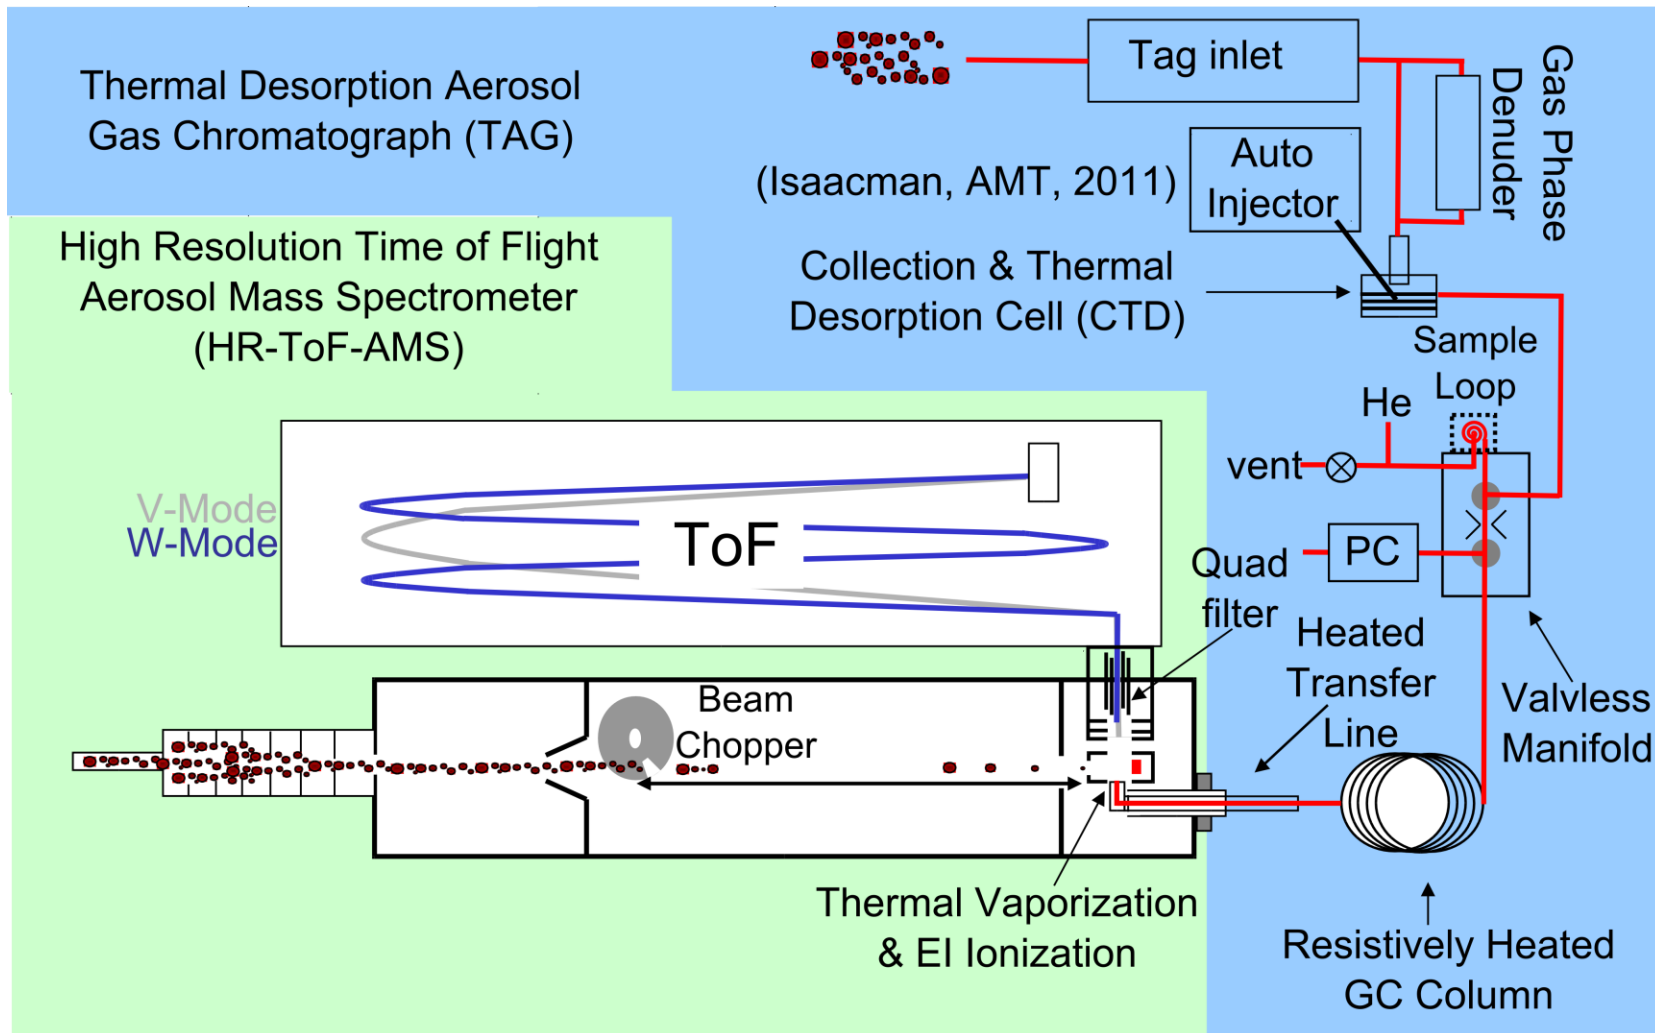 Thermal Desorption Aerosol
Gas Chromatograph (TAG)
Tag inlet
Gas Phase
Denuder
Auto
Injector
(Isaacman, AMT, 2011)
High Resolution Time of Flight
Aerosol Mass Spectrometer
(HR-ToF-AMS)
Collection & Thermal
Desorption Cell (CTD)
Sample
Loop
He
vent
V-Mode
W-Mode
ToF
PC
Quad
filter
Heated
Transfer
Line
Valvless
Manifold
Beam
Chopper
Thermal Vaporization
& EI Ionization
Resistively Heated
GC Column